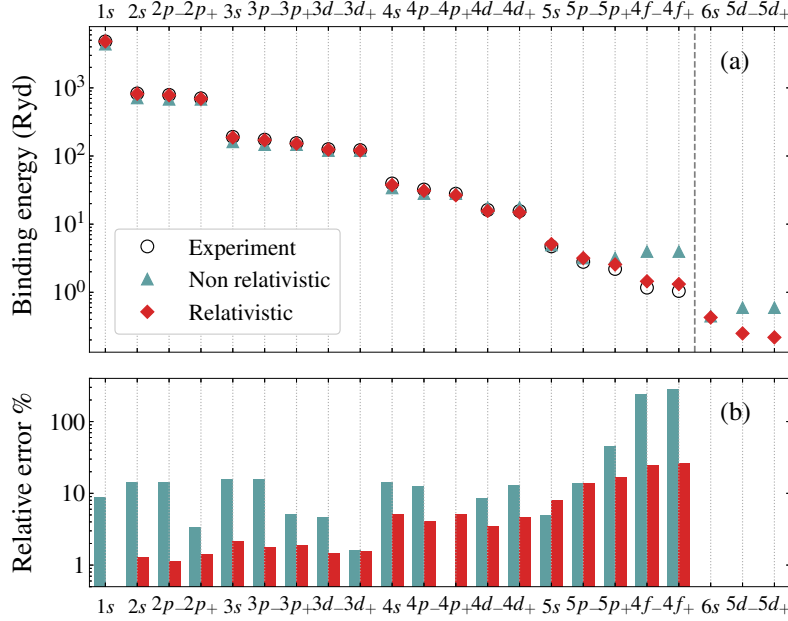 1s 2s 2p₋ 2p₊ 3s 3p₋ 3p₊ 3d₋ 3d₊ 4s 4p₋ 4p₊ 4d₋ 4d₊ 5s 5p₋ 5p₊ 4f₋ 4f₊ 6s 5d₋ 5d₊
(a)
10³
10²
10¹
10⁰
Binding energy (Ryd)
Experiment
Non relativistic
Relativistic
(b)
100
10
1
Relative error %
1s 2s 2p₋ 2p₊ 3s 3p₋ 3p₊ 3d₋ 3d₊ 4s 4p₋ 4p₊ 4d₋ 4d₊ 5s 5p₋ 5p₊ 4f₋ 4f₊ 6s 5d₋ 5d₊